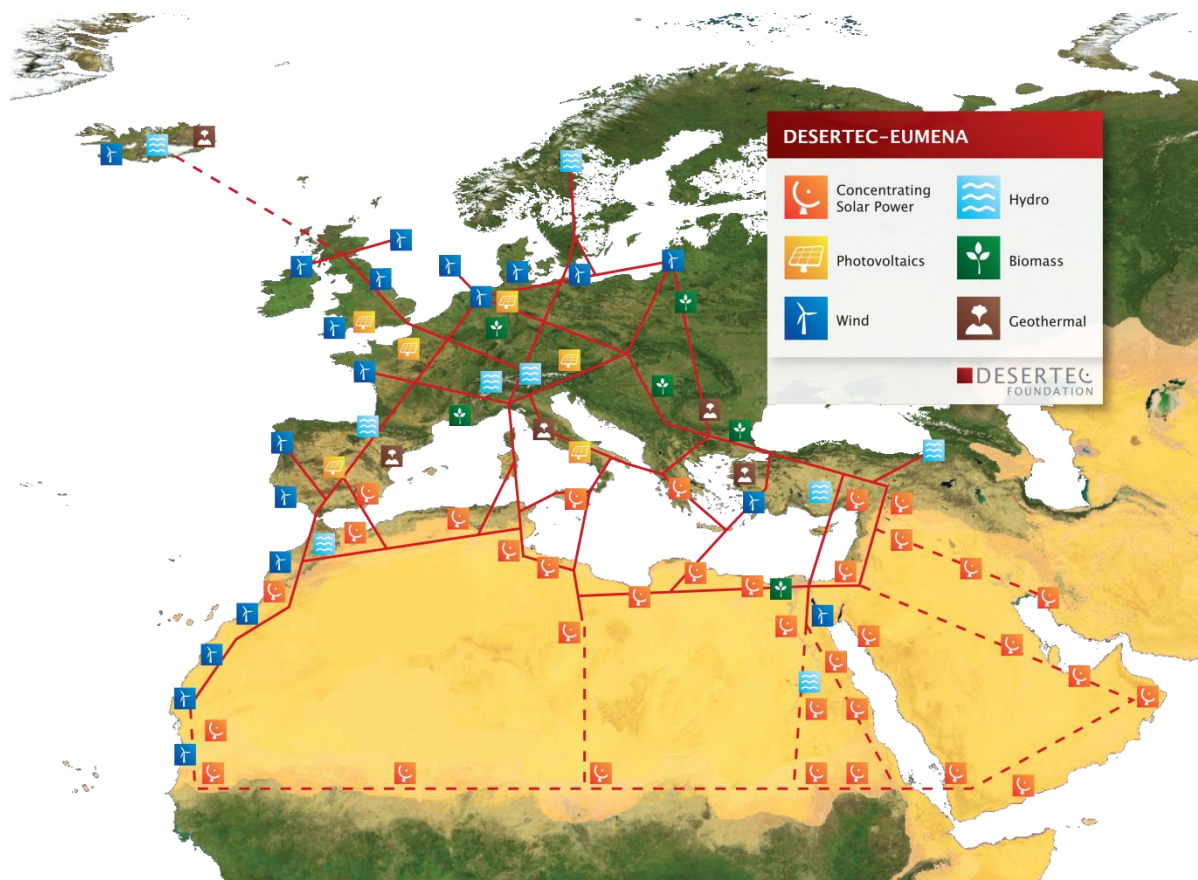 DESERTEC-EUMENA
Concentrating
Solar Power
Hydro
Photovoltaics
Biomass
Wind
Geothermal
DESERTEC
FOUNDATION